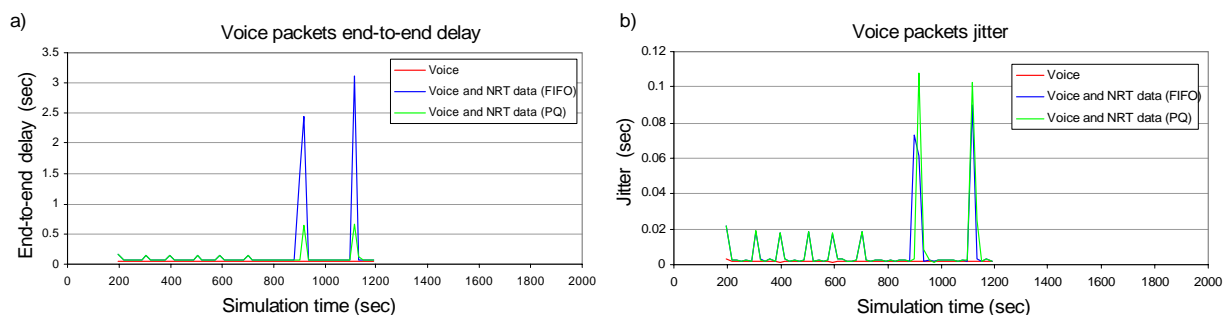 a)
Voice packets end-to-end delay
End-to-end delay (sec)
3.5
3
2.5
2
1.5
1
0.5
0
0
200
400
600
800
1000
1200
1400
1600
1800
2000
Simulation time (sec)
Voice
Voice and NRT data (FIFO)
Voice and NRT data (PQ)
b)
Voice packets jitter
Jitter (sec)
0.12
0.1
0.08
0.06
0.04
0.02
0
0
200
400
600
800
1000
1200
1400
1600
1800
2000
Simulation time (sec)
Voice
Voice and NRT data (FIFO)
Voice and NRT data (PQ)